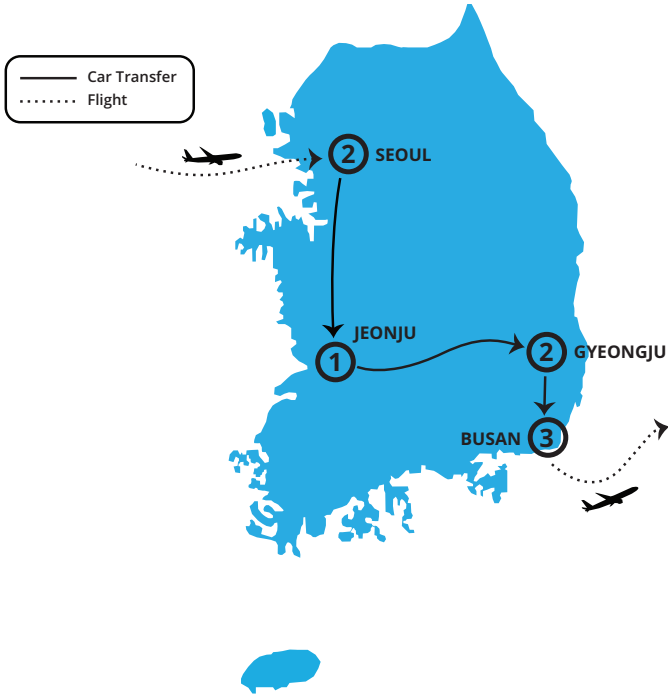 Car Transfer
Flight
2 SEOUL
JEONJU
1
2 GYEONGJU
BUSAN 3